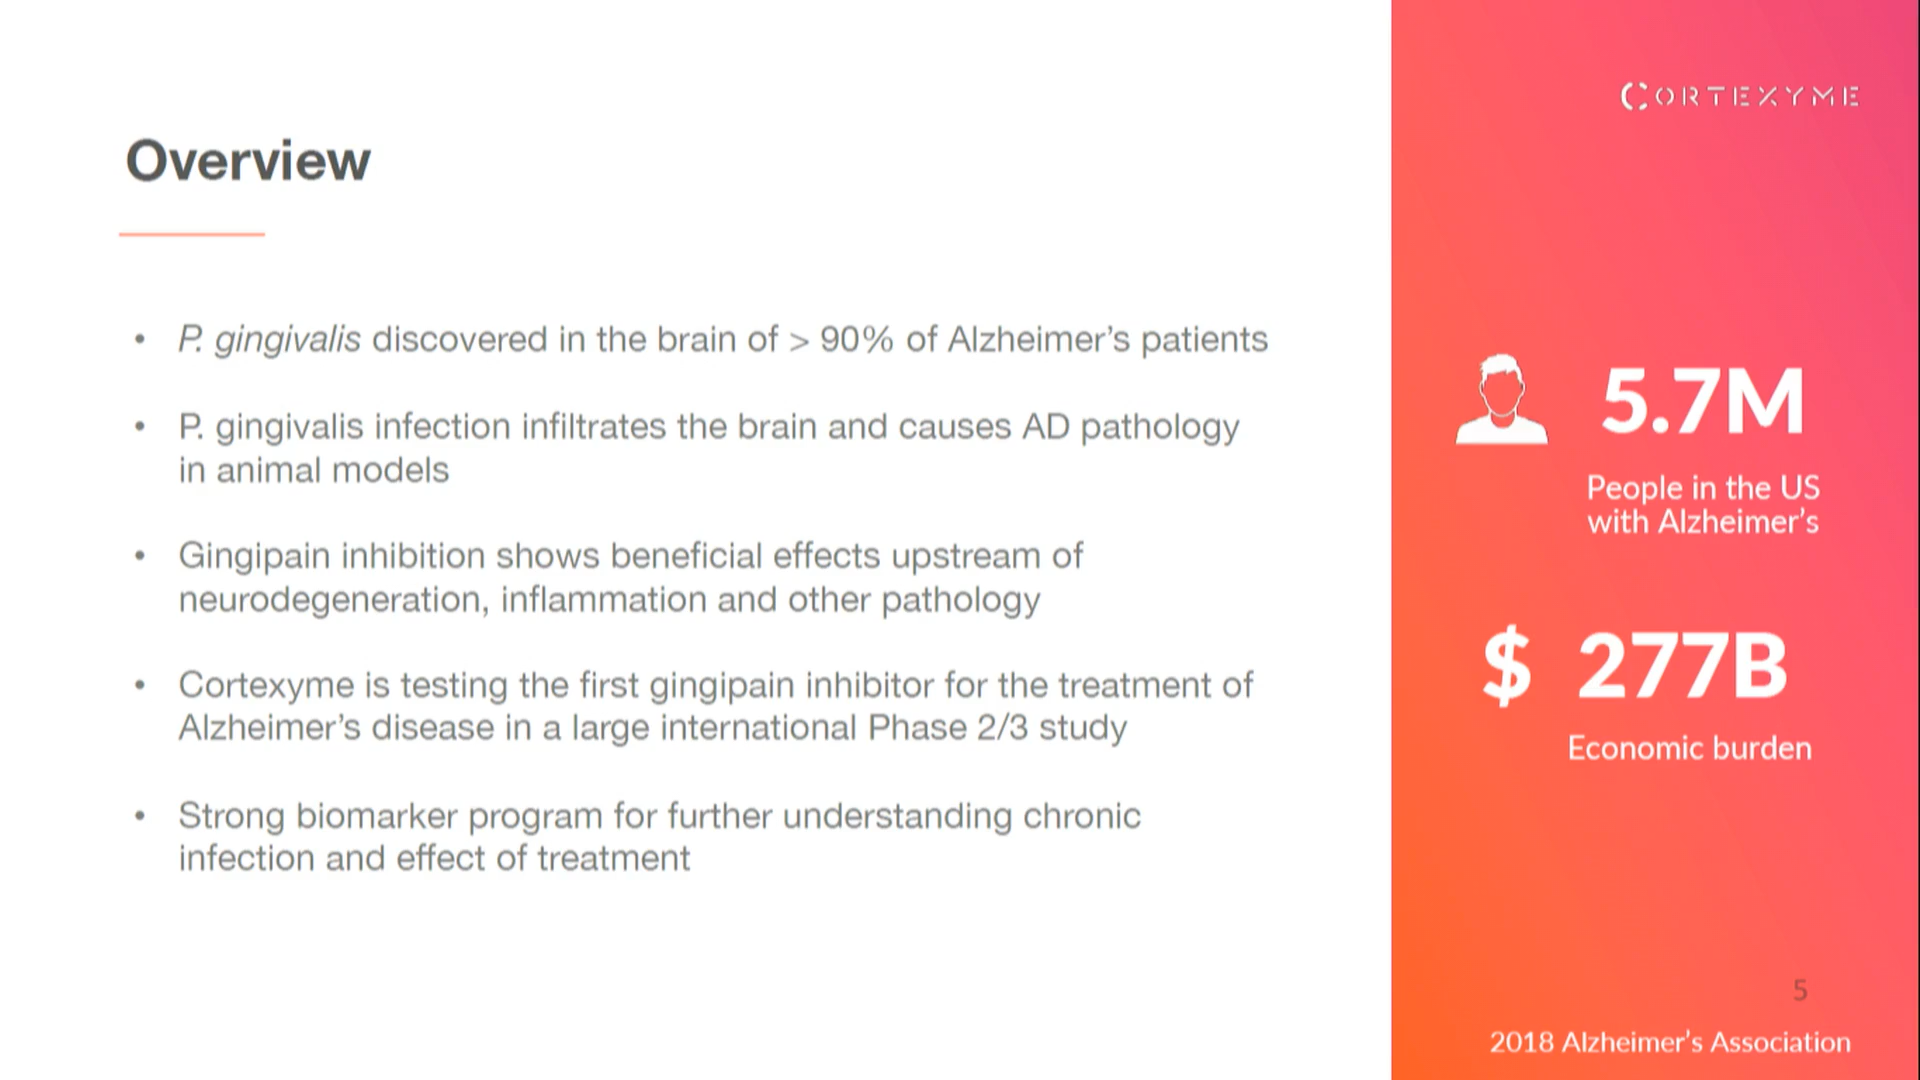 CORTEXYME
Overview
• P. gingivalis discovered in the brain of > 90% of Alzheimer’s patients
• P. gingivalis infection infiltrates the brain and causes AD pathology
in animal models
• Gingipain inhibition shows beneficial effects upstream of
neurodegeneration, inflammation and other pathology
• Cortexyme is testing the first gingipain inhibitor for the treatment of
Alzheimer’s disease in a large international Phase 2/3 study
• Strong biomarker program for further understanding chronic
infection and effect of treatment
5.7M
People in the US
with Alzheimer’s
$ 277B
Economic burden
5
2018 Alzheimer’s Association